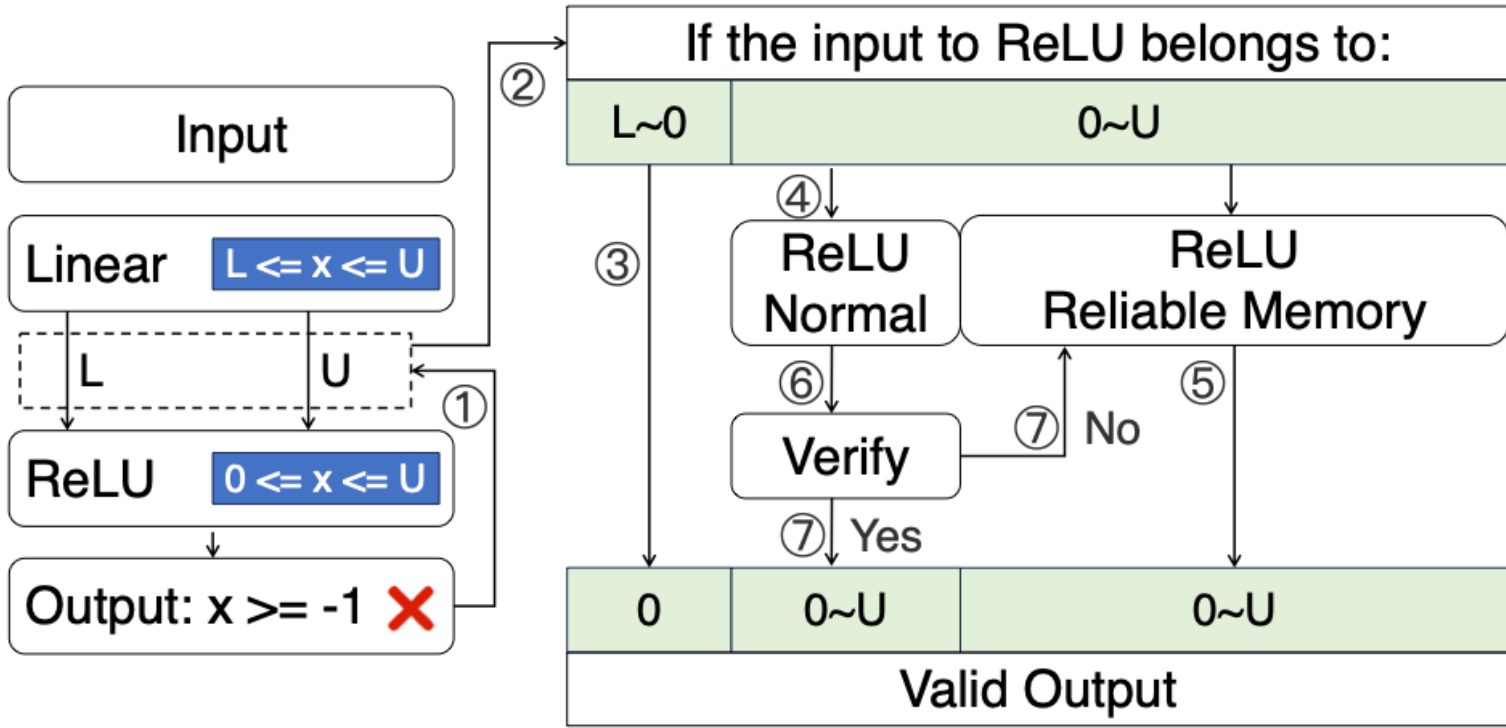 Input
Linear
L <= x <= U
L
U
①
ReLU
0 <= x <= U
Output: x >= -1 ❌
②
If the input to ReLU belongs to:
L~0
0~U
③
④
ReLU
Normal
ReLU
Reliable Memory
⑥
⑤
Verify
⑦ No
⑦ Yes
0
0~U
0~U
Valid Output